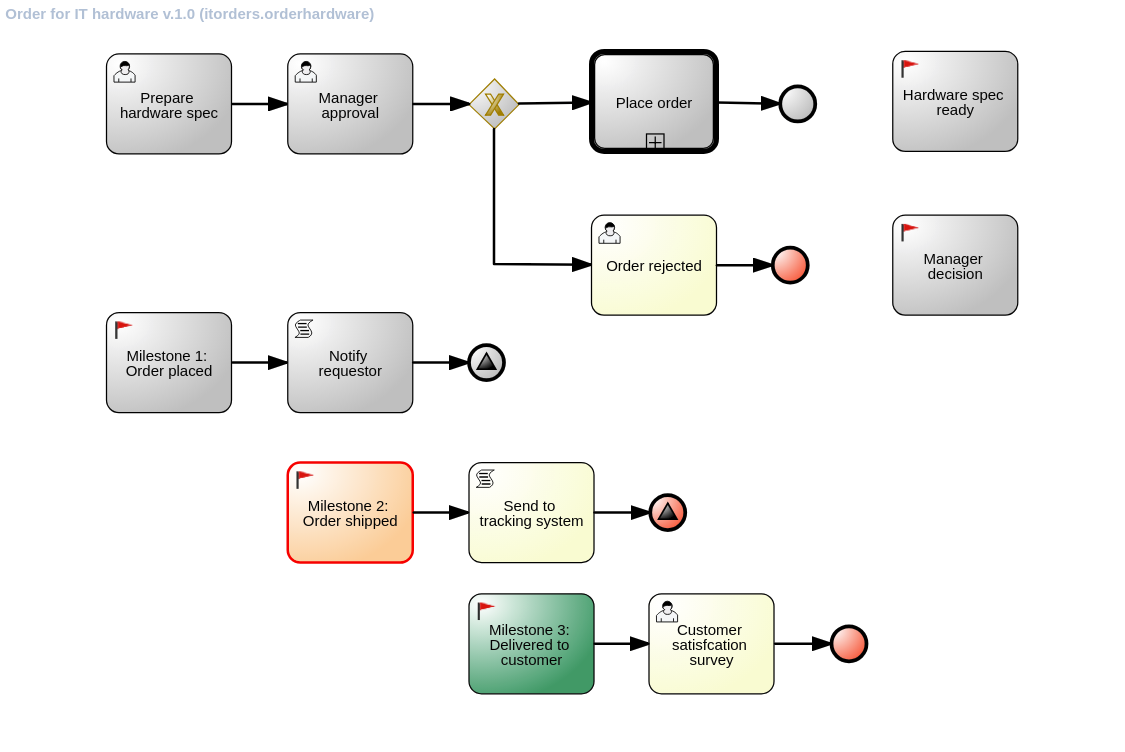 Order for IT hardware v.1.0 (itorders.orderhardware)
Prepare
hardware spec
Manager
approval
X
Place order
Hardware spec
ready
Order rejected
Manager
decision
Milestone 1:
Order placed
Notify
requestor
Milestone 2:
Order shipped
Send to
tracking system
Milestone 3:
Delivered to
customer
Customer
satisfcation
survey